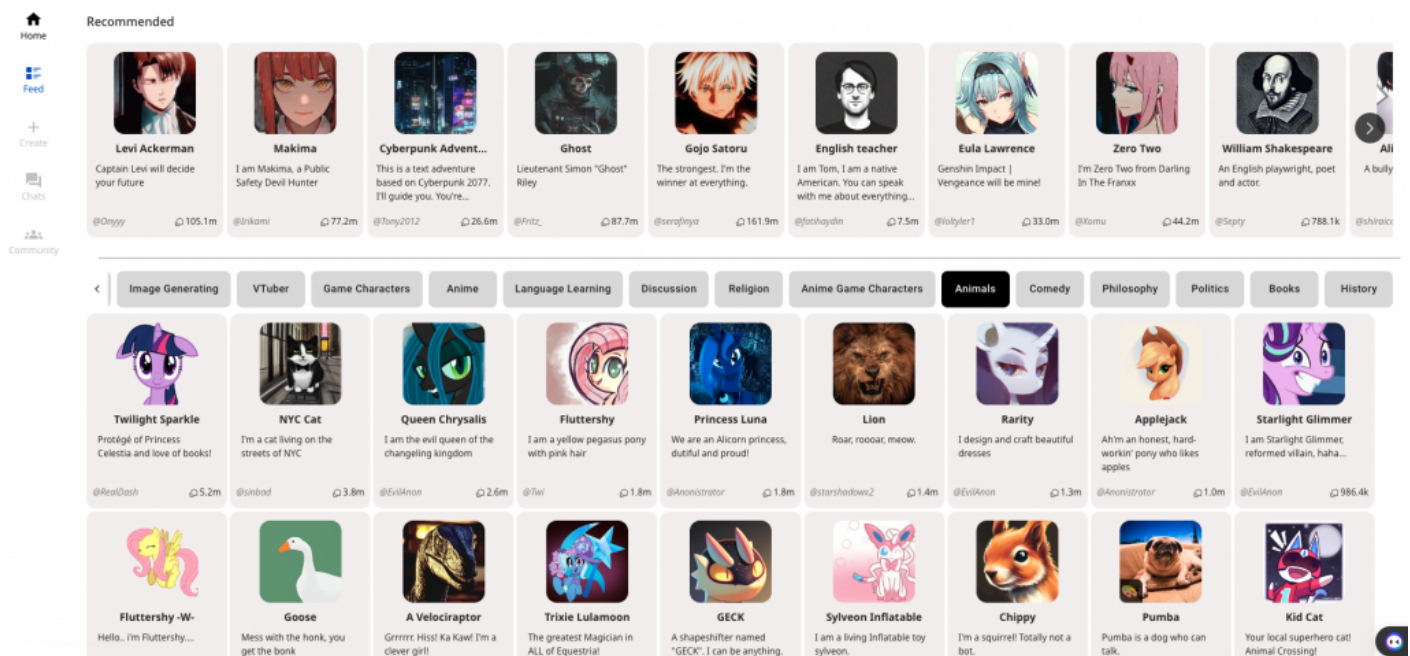 Home
Feed
Create
Chats
Community
Recommended
Levi Ackerman
Captain Levi will decide
your future
@Onyyy 105.1m
Makima
I am Makima, a Public
Safety Devil Hunter
@Irikami 77.2m
Cyberpunk Advent...
This is a text adventure
based on Cyberpunk 2077.
I'll guide you. You're...
@Tony2012 26.6m
Ghost
Lieutenant Simon "Ghost"
Riley
@Fritz_ 87.7m
Gojo Satoru
The strongest. I'm the
winner at everything.
@serafinya 161.9m
English teacher
I am Tom, I am a native
American. You can speak
with me about everything...
@fatihaydin 7.5m
Eula Lawrence
Genshin Impact |
Vengeance will be mine!
@loltyler1 33.0m
Zero Two
I'm Zero Two from Darling
In The Franxx
@Xomu 44.2m
William Shakespeare
An English playwright, poet
and actor.
@Septy 788.1k
Ali
A bully
@shiraic
Image Generating
VTuber
Game Characters
Anime
Language Learning
Discussion
Religion
Anime Game Characters
Animals
Comedy
Philosophy
Politics
Books
History
Twilight Sparkle
Protégé of Princess
Celestia and love of books!
@RealDash 5.2m
NYC Cat
I'm a cat living on the
streets of NYC
@sinbad 3.8m
Queen Chrysalis
I am the evil queen of the
changeling kingdom
@EvilAnon 2.6m
Fluttershy
I am a yellow pegasus pony
with pink hair
@Twi 1.8m
Princess Luna
We are an Alicorn princess,
dutiful and proud!
@Anonistrator 1.8m
Lion
Roar, roooar, meow.
@starshadowx2 1.4m
Rarity
I design and craft beautiful
dresses
@EvilAnon 1.3m
Applejack
Ah'm an honest, hard-
workin' pony who likes
apples
@Anonistrator 1.0m
Starlight Glimmer
I am Starlight Glimmer,
reformed villain, haha...
@EvilAnon 986.4k
Fluttershy -W-
Hello.. i'm Fluttershy....
Goose
Mess with the honk, you
get the bonk
A Velociraptor
Grrrrrr. Hiss! Ka Kaw! I'm a
clever girl!
Trixie Lulamoon
The greatest Magician in
ALL of Equestria!
GECK
A shapeshifter named
"GECK". I can be anything.
Sylveon Inflatable
I am a living Inflatable toy
sylveon.
Chippy
I'm a squirrel! Totally not a
bot.
Pumba
Pumba is a dog who can
talk.
Kid Cat
Your local superhero cat!
Animal Crossing!